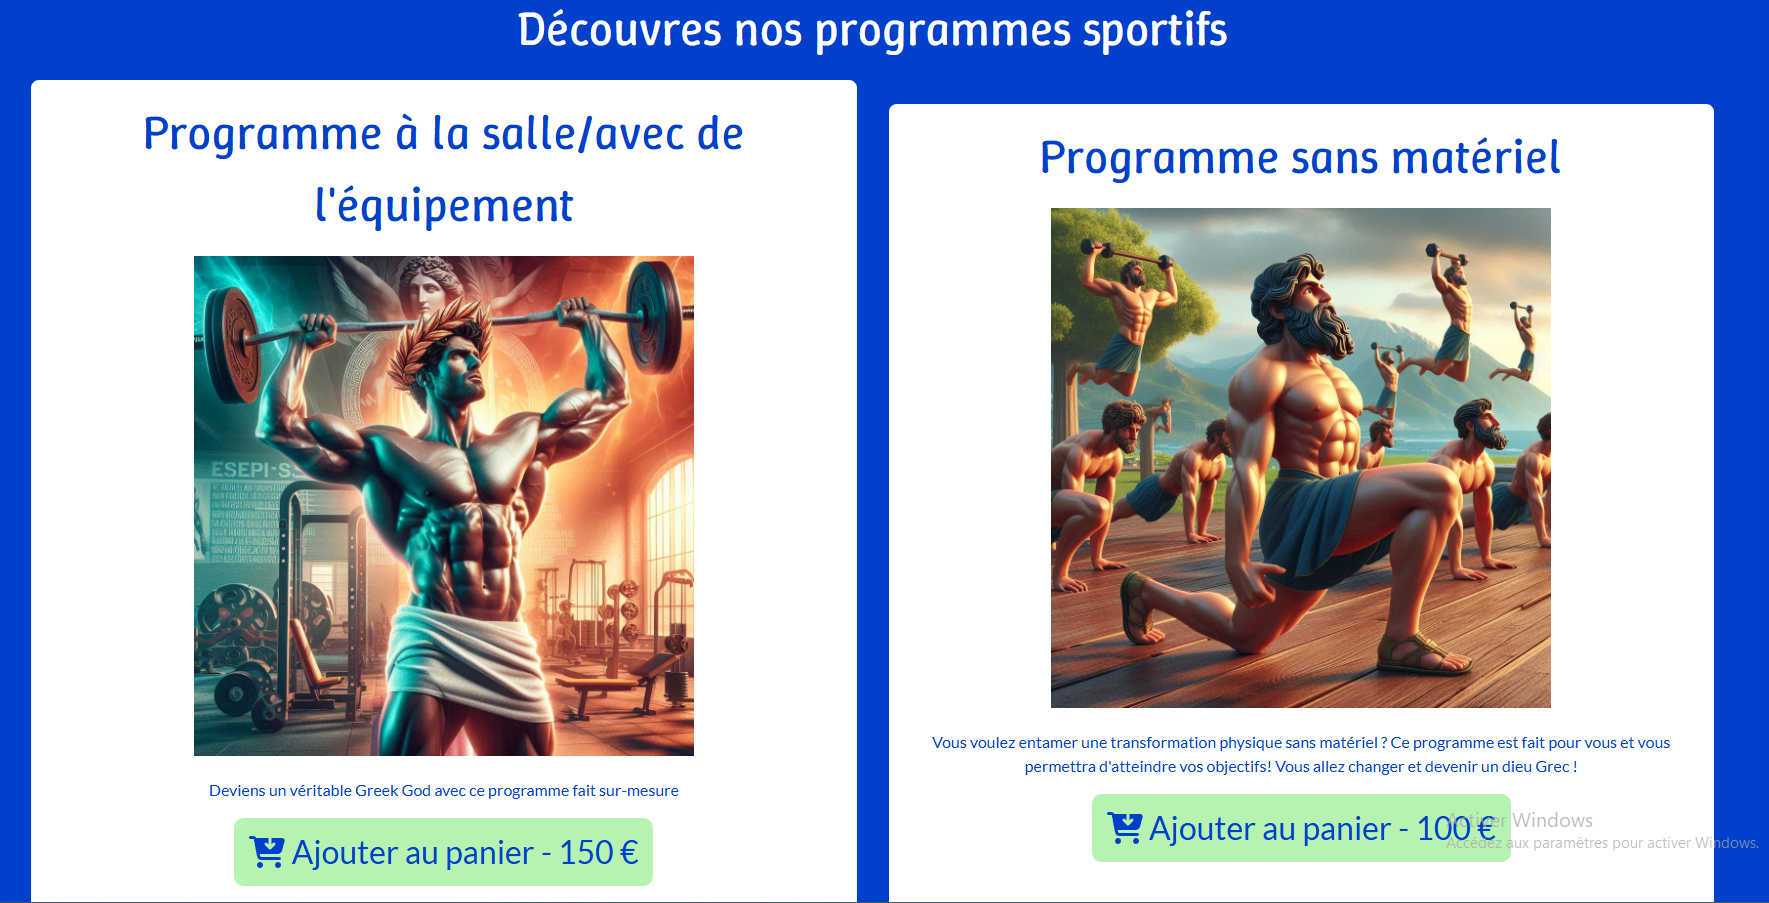 Découvres nos programmes sportifs
Programme à la salle/avec de
l'équipement
ESEPI-S
Deviens un véritable Greek God avec ce programme fait sur-mesure
Ajouter au panier - 150 €
Programme sans matériel
Vous voulez entamer une transformation physique sans matériel ? Ce programme est fait pour vous et vous
permettra d'atteindre vos objectifs! Vous allez changer et devenir un dieu Grec !
Ajouter au panier - 100 €
Activer Windows
Accédez aux paramètres pour activer Windows.